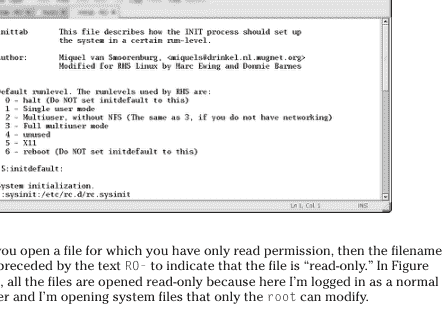 nittab This file describes how the INIT process should set up
the system in a certain run-level.
uthor: Miquel van Smoorenburg, <miquels@drinkel.nl.mugnet.org>
Modified for RHS Linux by Marc Ewing and Donnie Barnes
efault runlevel. The runlevels used by RHS are:
0 - halt (Do NOT set initdefault to this)
1 - Single user mode
2 - Multiuser, without NFS (The same as 3, if you do not have networking)
3 - Full multiuser mode
4 - unused
5 - X11
6 - reboot (Do NOT set initdefault to this)
5:initdefault:
ystem initialization.
:sysinit:/etc/rc.d/rc.sysinit
Ln 1, Col. 1 INS
you open a file for which you have only read permission, then the filename
preceded by the text RO- to indicate that the file is “read-only.” In Figure
, all the files are opened read-only because here I’m logged in as a normal
er and I’m opening system files that only the root can modify.